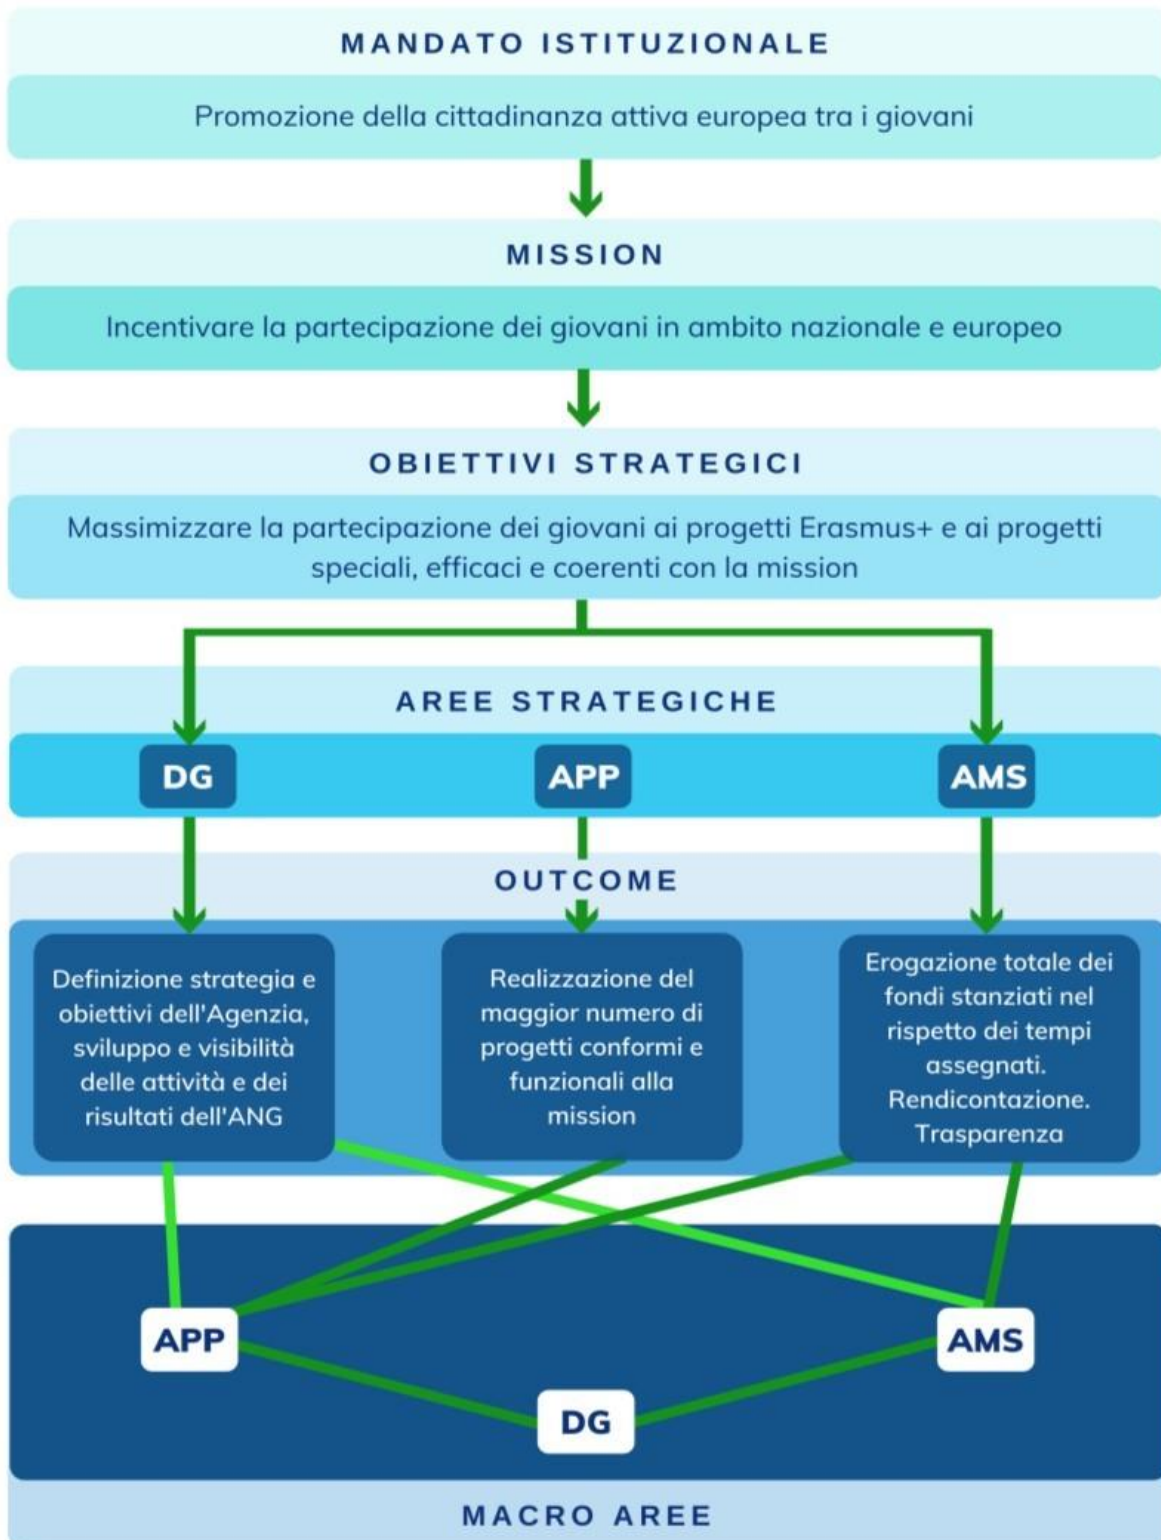 MANDATO ISTITUZIONALE
Promozione della cittadinanza attiva europea tra i giovani
MISSION
Incentivare la partecipazione dei giovani in ambito nazionale e europeo
OBIETTIVI STRATEGICI
Massimizzare la partecipazione dei giovani ai progetti Erasmus+ e ai progetti
speciali, efficaci e coerenti con la mission
AREE STRATEGICHE
DG
APP
AMS
OUTCOME
Definizione strategia e
obiettivi dell'Agenzia,
sviluppo e visibilità
delle attività e dei
risultati dell'ANG
Realizzazione del
maggior numero di
progetti conformi e
funzionali alla
mission
Erogazione totale dei
fondi stanziati nel
rispetto dei tempi
assegnati.
Rendicontazione.
Trasparenza
APP
AMS
DG
MACRO AREE